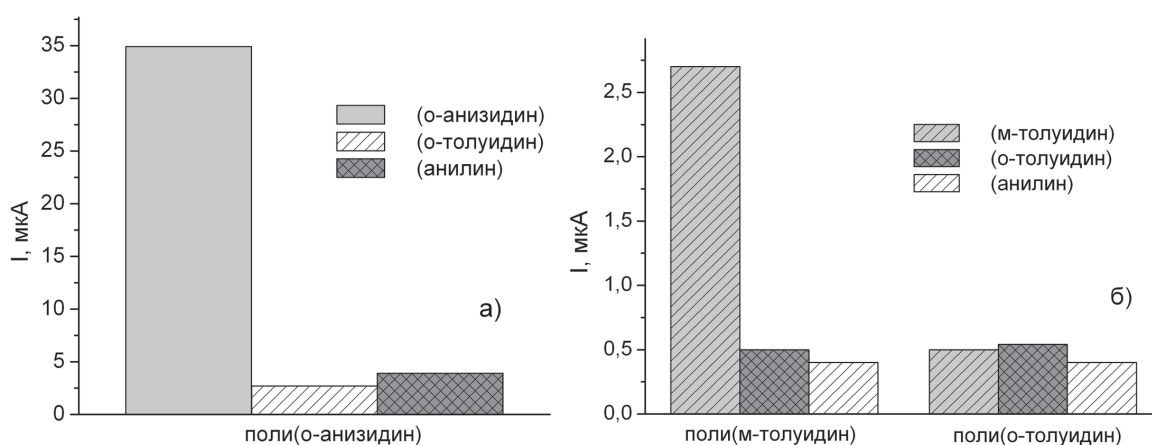 I, мкА
35
30
25
20
15
10
5
0
(о-анизидин)
(о-толуидин)
(анилин)
а)
поли(о-анизидин)
I, мкА
2,5
2,0
1,5
1,0
0,5
0,0
(м-толуидин)
(о-толуидин)
(анилин)
б)
поли(м-толуидин)
поли(о-толуидин)